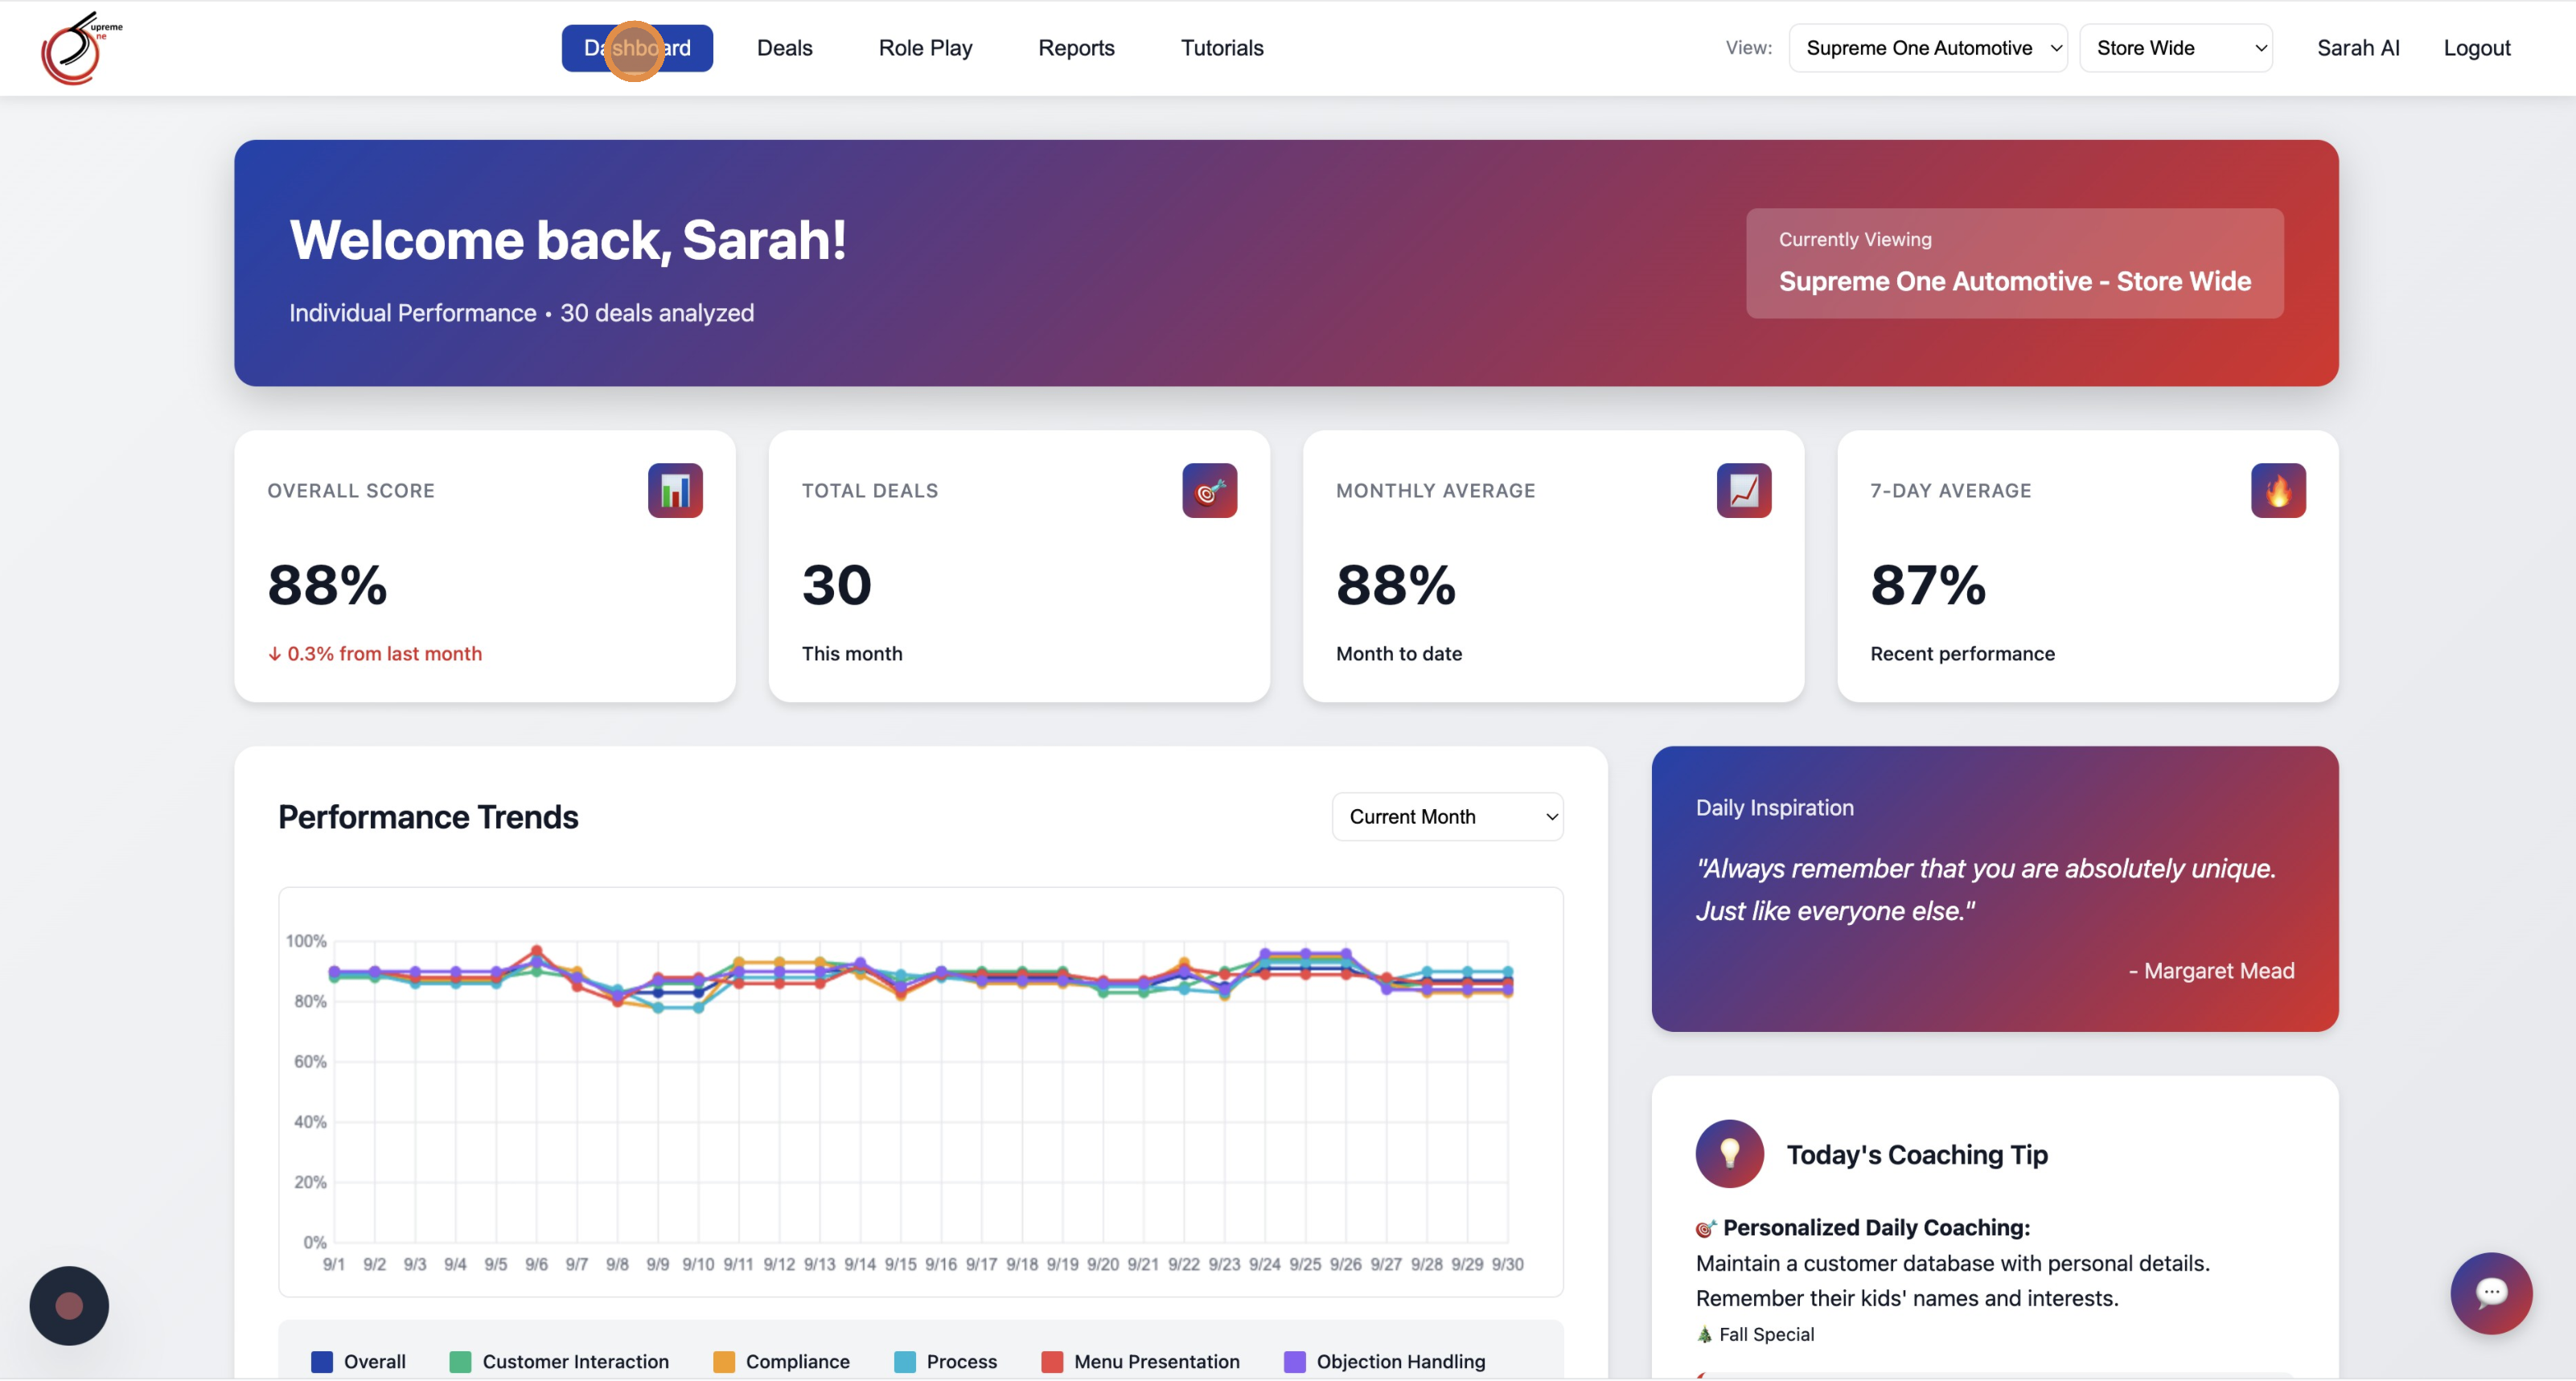 upreme
ne
Dashboard
Deals
Role Play
Reports
Tutorials
View:
Supreme One Automotive
Store Wide
Sarah AI
Logout
Welcome back, Sarah!
Individual Performance • 30 deals analyzed
Currently Viewing
Supreme One Automotive - Store Wide
OVERALL SCORE
88%
↓ 0.3% from last month
TOTAL DEALS
30
This month
MONTHLY AVERAGE
88%
Month to date
7-DAY AVERAGE
87%
Recent performance
Performance Trends
Current Month
100%
80%
60%
40%
20%
0%
9/1 9/2 9/3 9/4 9/5 9/6 9/7 9/8 9/9 9/10 9/11 9/12 9/13 9/14 9/15 9/16 9/17 9/18 9/19 9/20 9/21 9/22 9/23 9/24 9/25 9/26 9/27 9/28 9/29 9/30
Overall
Customer Interaction
Compliance
Process
Menu Presentation
Objection Handling
Daily Inspiration
"Always remember that you are absolutely unique.
Just like everyone else."
- Margaret Mead
Today's Coaching Tip
🎯 Personalized Daily Coaching:
Maintain a customer database with personal details.
Remember their kids' names and interests.
🎄 Fall Special